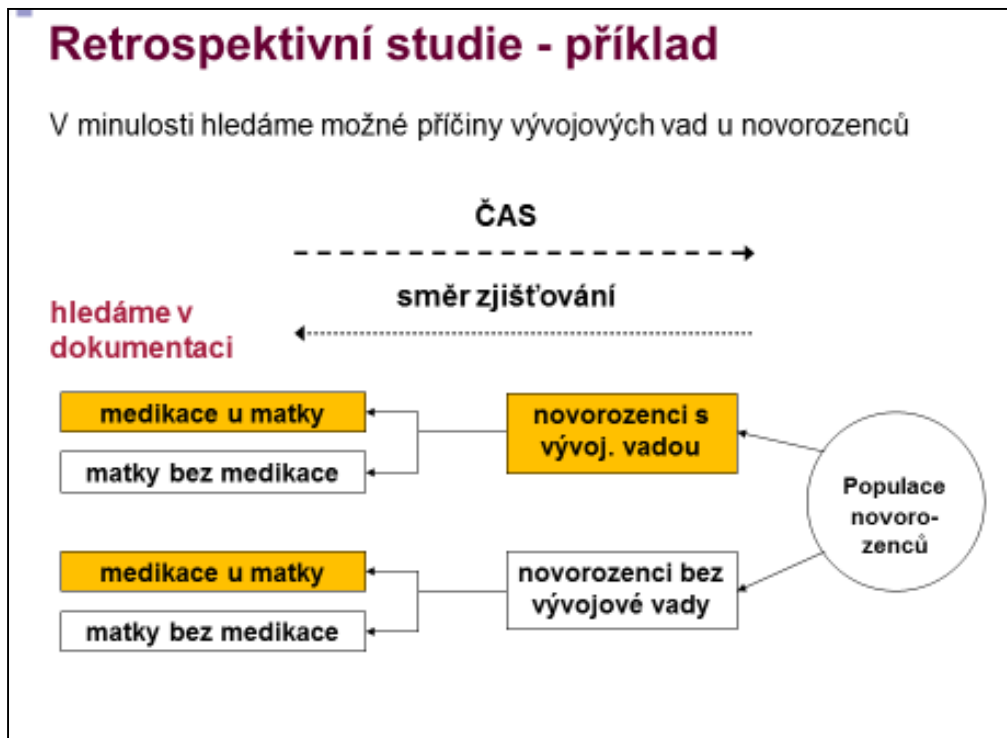 Retrospektivní studie - příklad
V minulosti hledáme možné příčiny vývojových vad u novorozenců
ČAS
směr zjišťování
hledáme v
dokumentaci
medikace u matky
matky bez medikace
novorozenci s
vývoj. vadou
Populace
novoro-
zenců
medikace u matky
matky bez medikace
novorozenci bez
vývojové vady